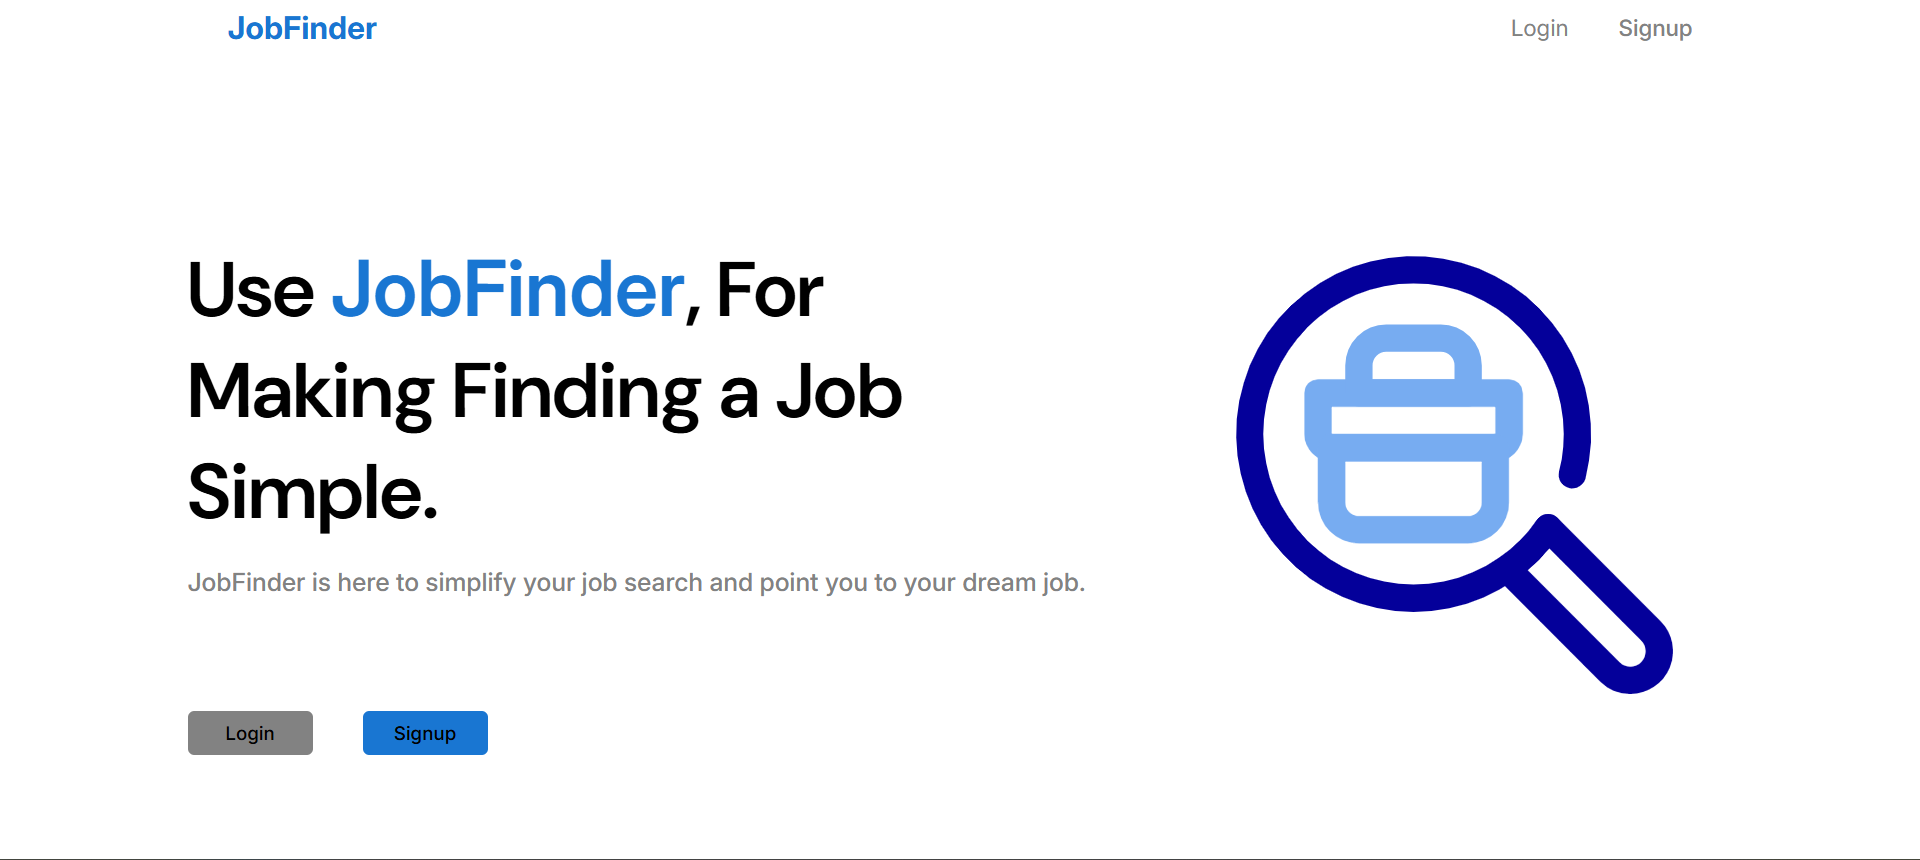 JobFinder
Login Signup
Use JobFinder, For
Making Finding a Job
Simple.
JobFinder is here to simplify your job search and point you to your dream job.
Login Signup